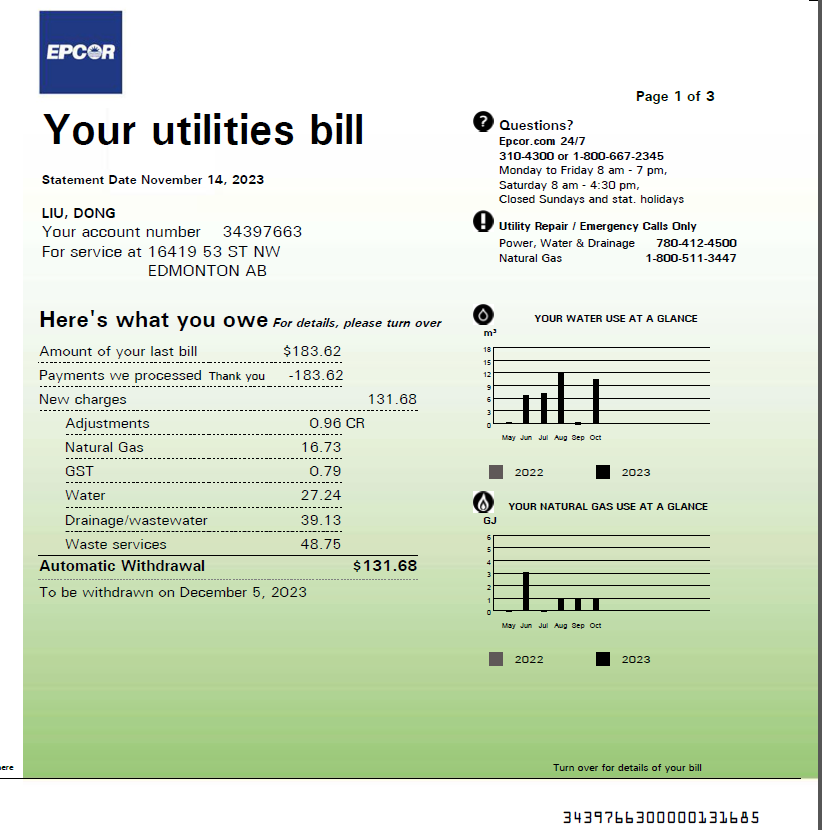 EPCOR
Page 1 of 3
Your utilities bill
Statement Date November 14, 2023
LIU, DONG
Your account number 34397663
For service at 16419 53 ST NW
EDMONTON AB
? Questions?
Epcor.com 24/7
310-4300 or 1-800-667-2345
Monday to Friday 8 am - 7 pm,
Saturday 8 am - 4:30 pm,
Closed Sundays and stat. holidays
! Utility Repair / Emergency Calls Only
Power, Water & Drainage 780-412-4500
Natural Gas 1-800-511-3447
Here's what you owe For details, please turn over
Amount of your last bill $183.62
Payments we processed Thank you -183.62
New charges 131.68
Adjustments 0.96 CR
Natural Gas 16.73
GST 0.79
Water 27.24
Drainage/wastewater 39.13
Waste services 48.75
Automatic Withdrawal $131.68
To be withdrawn on December 5, 2023
YOUR WATER USE AT A GLANCE
m³
18
15
12
9
6
3
0
May Jun Jul Aug Sep Oct
2022 2023
YOUR NATURAL GAS USE AT A GLANCE
GJ
6
5
4
3
2
1
0
May Jun Jul Aug Sep Oct
2022 2023
ere
Turn over for details of your bill
3439766300000131685